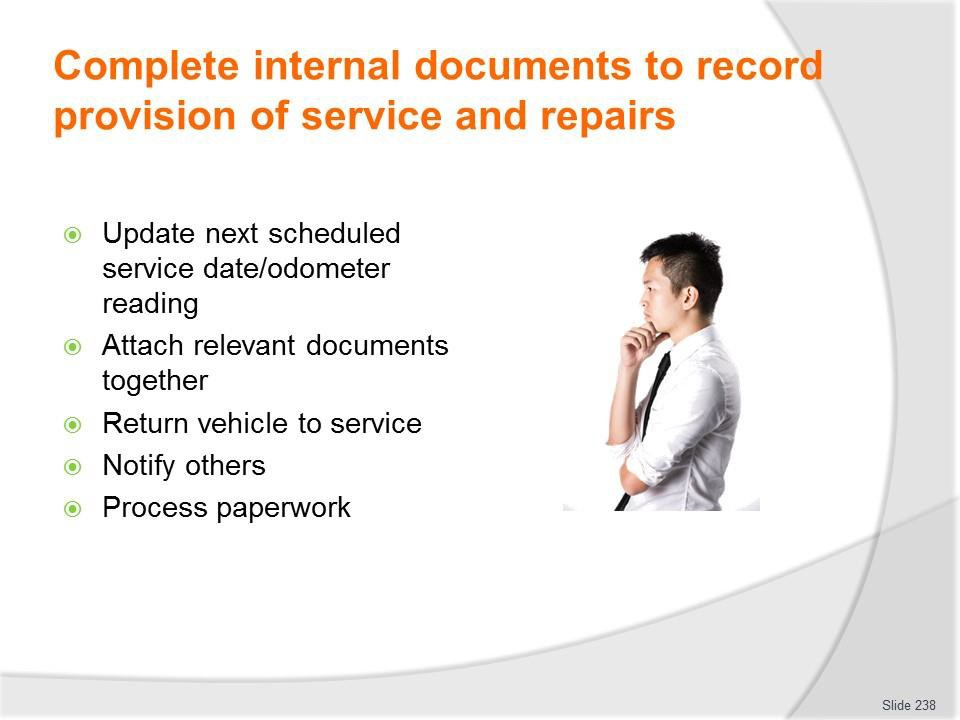 Complete internal documents to record
provision of service and repairs
Update next scheduled
service date/odometer
reading
Attach relevant documents
together
Return vehicle to service
Notify others
Process paperwork
Slide 238